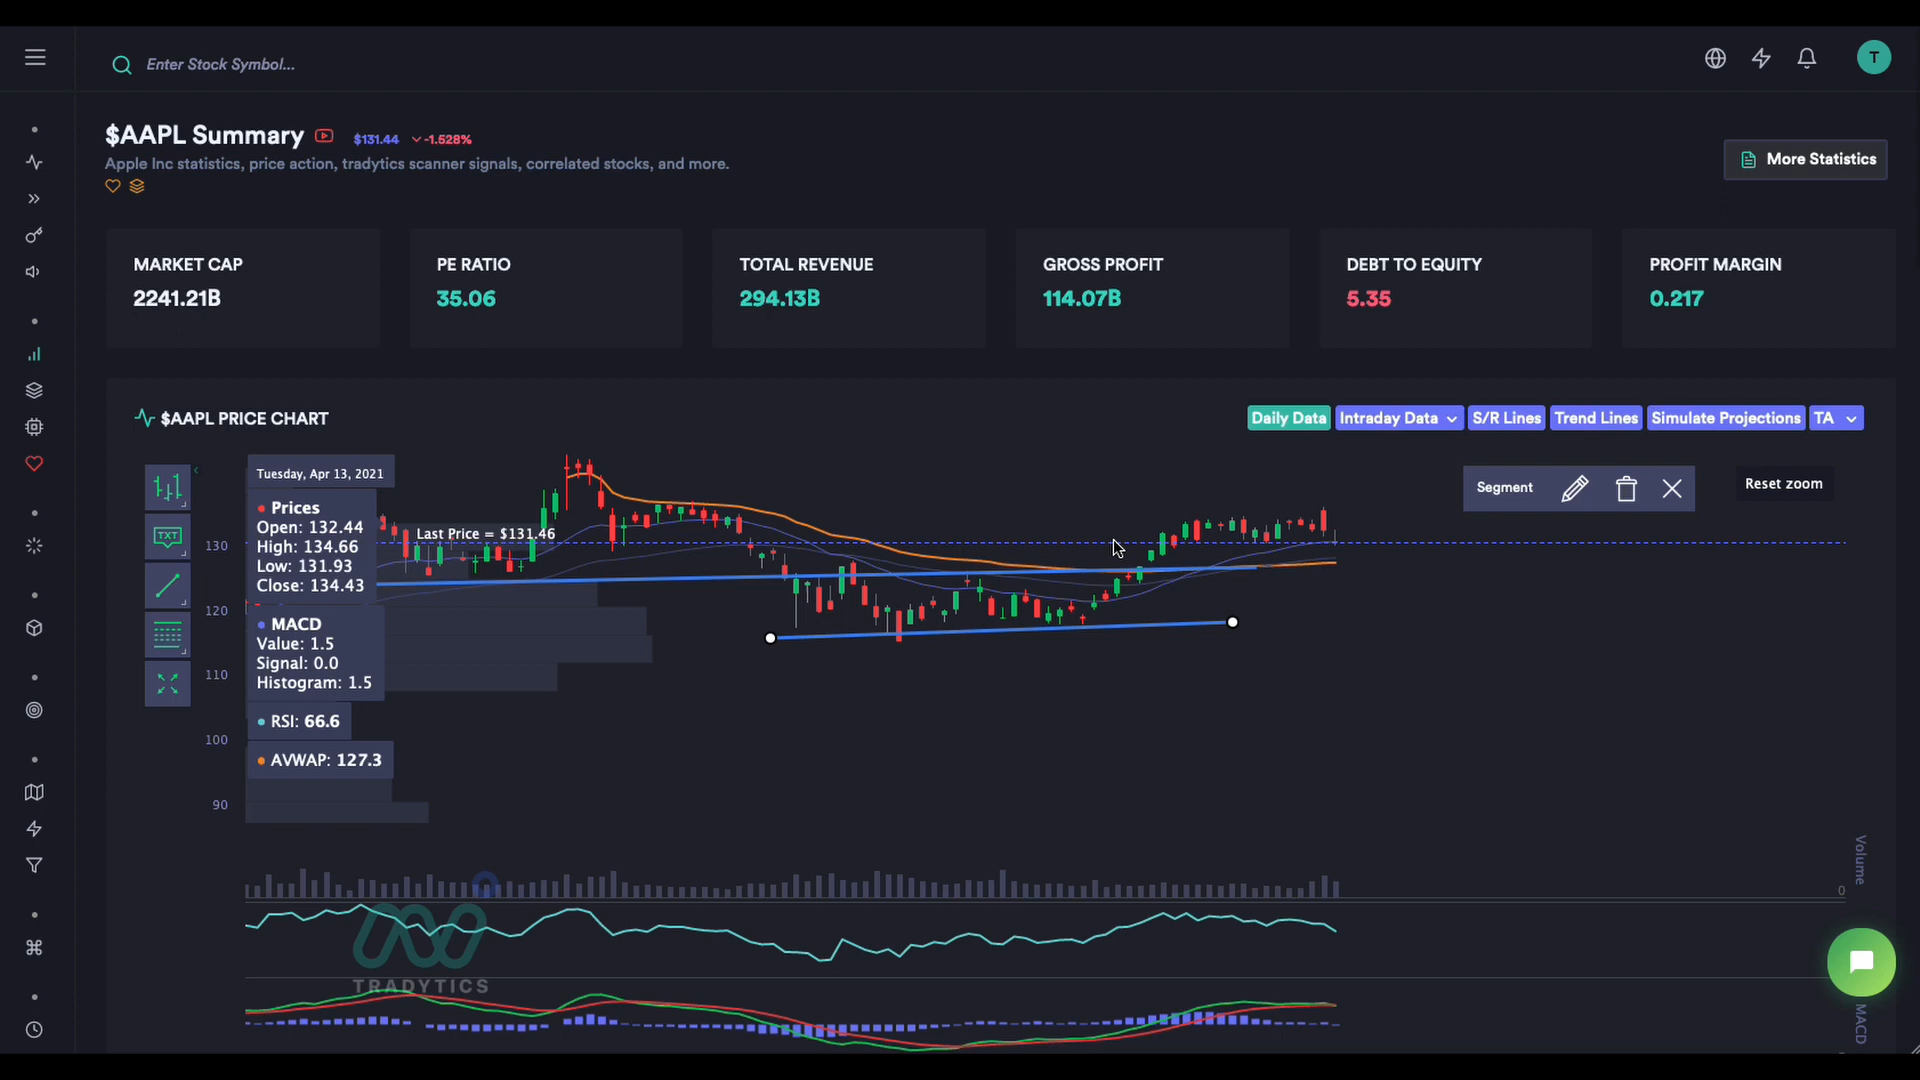 Enter Stock Symbol...
T
$AAPL Summary
$131.44
-1.528%
Apple Inc statistics, price action, tradytics scanner signals, correlated stocks, and more.
More Statistics
MARKET CAP
2241.21B
PE RATIO
35.06
TOTAL REVENUE
294.13B
GROSS PROFIT
114.07B
DEBT TO EQUITY
5.35
PROFIT MARGIN
0.217
$AAPL PRICE CHART
Daily Data
Intraday Data
S/R Lines
Trend Lines
Simulate Projections
TA
Tuesday, Apr 13, 2021
Prices
Open: 132.44
High: 134.66
Low: 131.93
Close: 134.43
MACD
Value: 1.5
Signal: 0.0
Histogram: 1.5
RSI: 66.6
AVWAP: 127.3
TXT
Last Price = $131.46
Segment
Reset zoom
130
120
110
100
90
Volume
0
TRADYTICS
MACD